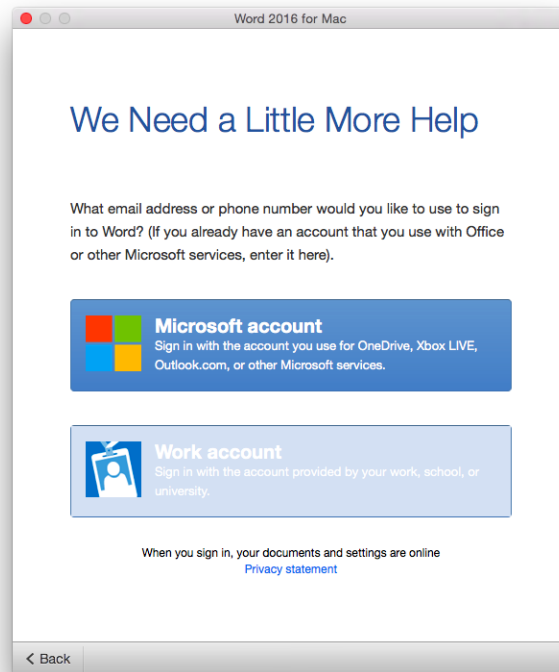 Word 2016 for Mac
We Need a Little More Help
What email address or phone number would you like to use to sign
in to Word? (If you already have an account that you use with Office
or other Microsoft services, enter it here).
Microsoft account
Sign in with the account you use for OneDrive, Xbox LIVE,
Outlook.com, or other Microsoft services.
Work account
Sign in with the account provided by your work, school, or
university.
When you sign in, your documents and settings are online
Privacy statement
Back